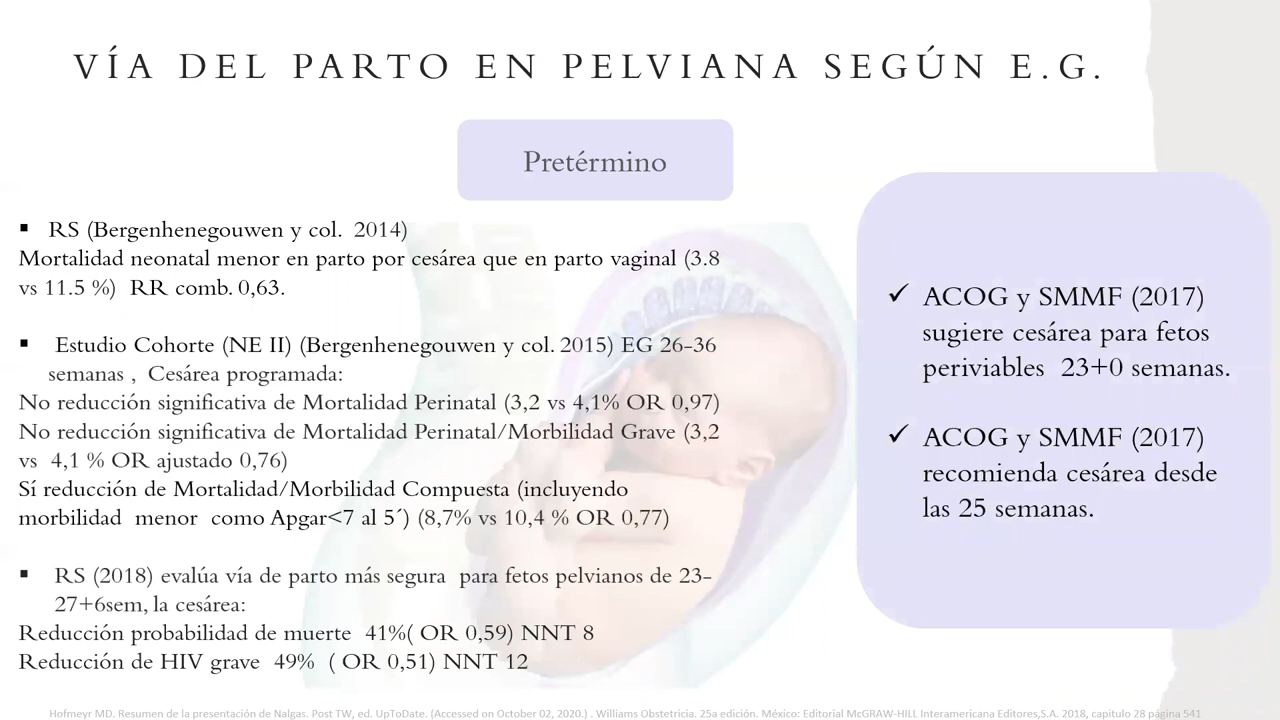 VÍA DEL PARTO EN PELVIANA SEGÚN E.G.
Pretérmino
▪ RS (Bergenhenegouwen y col. 2014)
Mortalidad neonatal menor en parto por cesárea que en parto vaginal (3.8
vs 11.5 %) RR comb. 0,63.
▪ Estudio Cohorte (NE II) (Bergenhenegouwen y col. 2015) EG 26-36
semanas , Cesárea programada:
No reducción significativa de Mortalidad Perinatal (3,2 vs 4,1% OR 0,97)
No reducción significativa de Mortalidad Perinatal/Morbilidad Grave (3,2
vs 4,1 % OR ajustado 0,76)
Sí reducción de Mortalidad/Morbilidad Compuesta (incluyendo
morbilidad menor como Apgar<7 al 5´) (8,7% vs 10,4 % OR 0,77)
▪ RS (2018) evalúa vía de parto más segura para fetos pelvianos de 23-
27+6sem, la cesárea:
Reducción probabilidad de muerte 41%( OR 0,59) NNT 8
Reducción de HIV grave 49% ( OR 0,51) NNT 12
✓ ACOG y SMMF (2017)
sugiere cesárea para fetos
periviables 23+0 semanas.
✓ ACOG y SMMF (2017)
recomienda cesárea desde
las 25 semanas.
Hofmeyr MD. Resumen de la presentación de Nalgas. Post TW, ed. UpToDate. (Accessed on October 02, 2020.) . Williams Obstetricia. 25a edición. México: Editorial McGRAW-HILL Interamericana Editores,S.A. 2018, capitulo 28 página 541